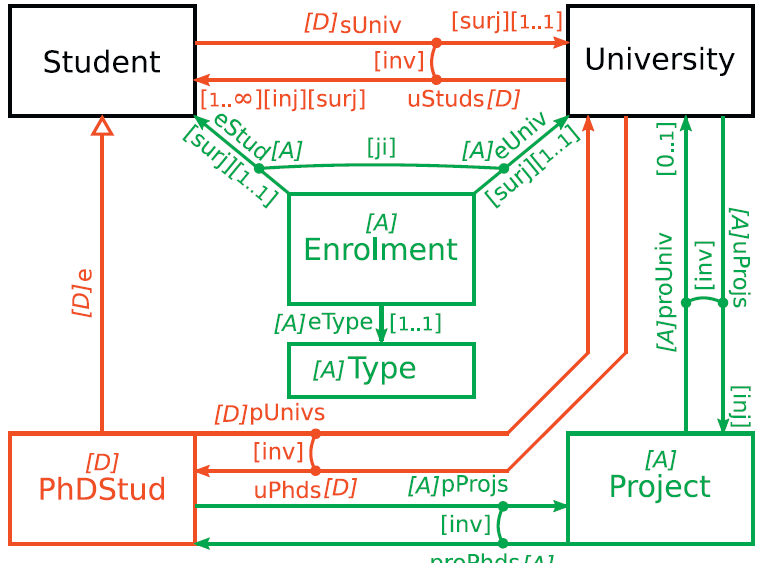 [D]sUniv
[surj][1..1]
Student
[inv]
University
[1..∞][inj][surj]
uStuds[D]
eStud[A]
[surj][1..1]
[ji]
[A]eUniv
[surj][1..1]
[0..1]
[A]
Enrolment
[D]e
[A]proUniv
[inv]
[A]uProjs
[A]eType
[1..1]
[A]Type
[inj]
[D]pUnivs
[inv]
[D]
PhDStud
uPhds[D]
[A]pProjs
[A]
Project
[inv]
proPhds[A]